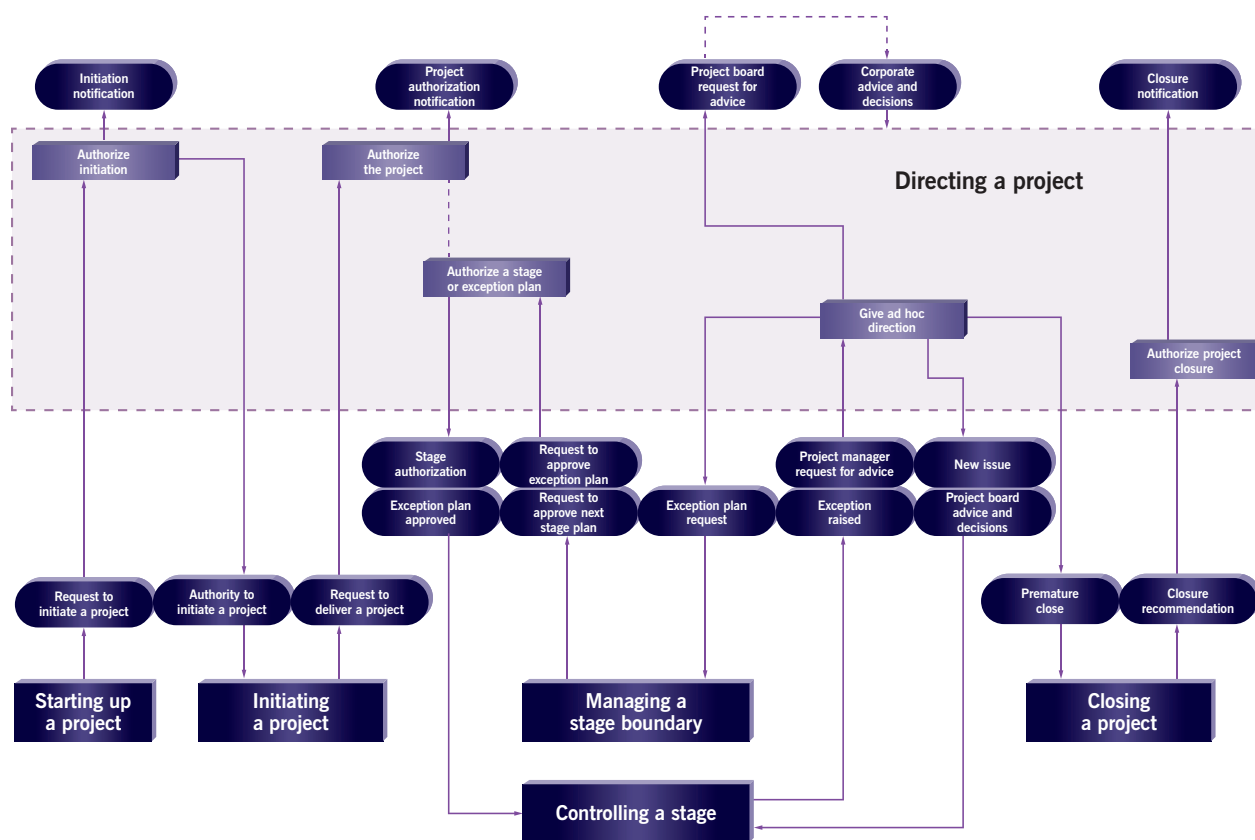 Initiation
notification
Project
authorization
notification
Project board
request for
advice
Corporate
advice and
decisions
Closure
notification
Authorize
initiation
Authorize
the project
Directing a project
Authorize a stage
or exception plan
Give ad hoc
direction
Authorize project
closure
Stage
authorization
Request to
approve
exception plan
Project manager
request for advice
New issue
Exception plan
approved
Request to
approve next
stage plan
Exception plan
request
Exception
raised
Project board
advice and
decisions
Request to
initiate a project
Authority to
initiate a project
Request to
deliver a project
Premature
close
Closure
recommendation
Starting up
a project
Initiating
a project
Managing a
stage boundary
Closing
a project
Controlling a stage